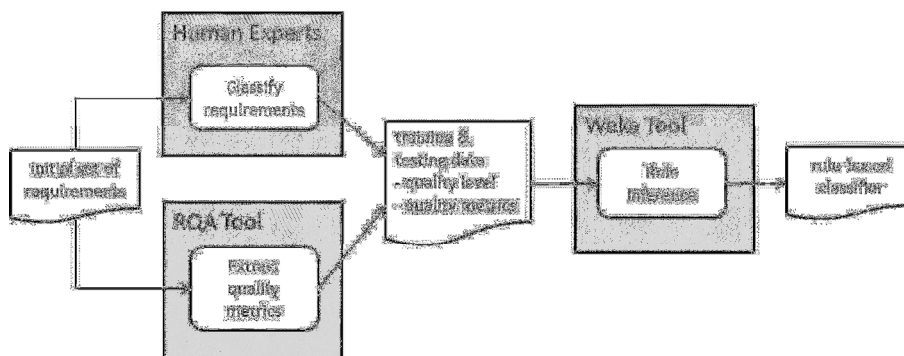 Human Experts
Classify
requirements
Initial set of
requirements
training &
testing data
- quality level
- quality metrics
Weka Tool
Rule
inference
rule-based
classifier
RQA Tool
Extract
quality
metrics